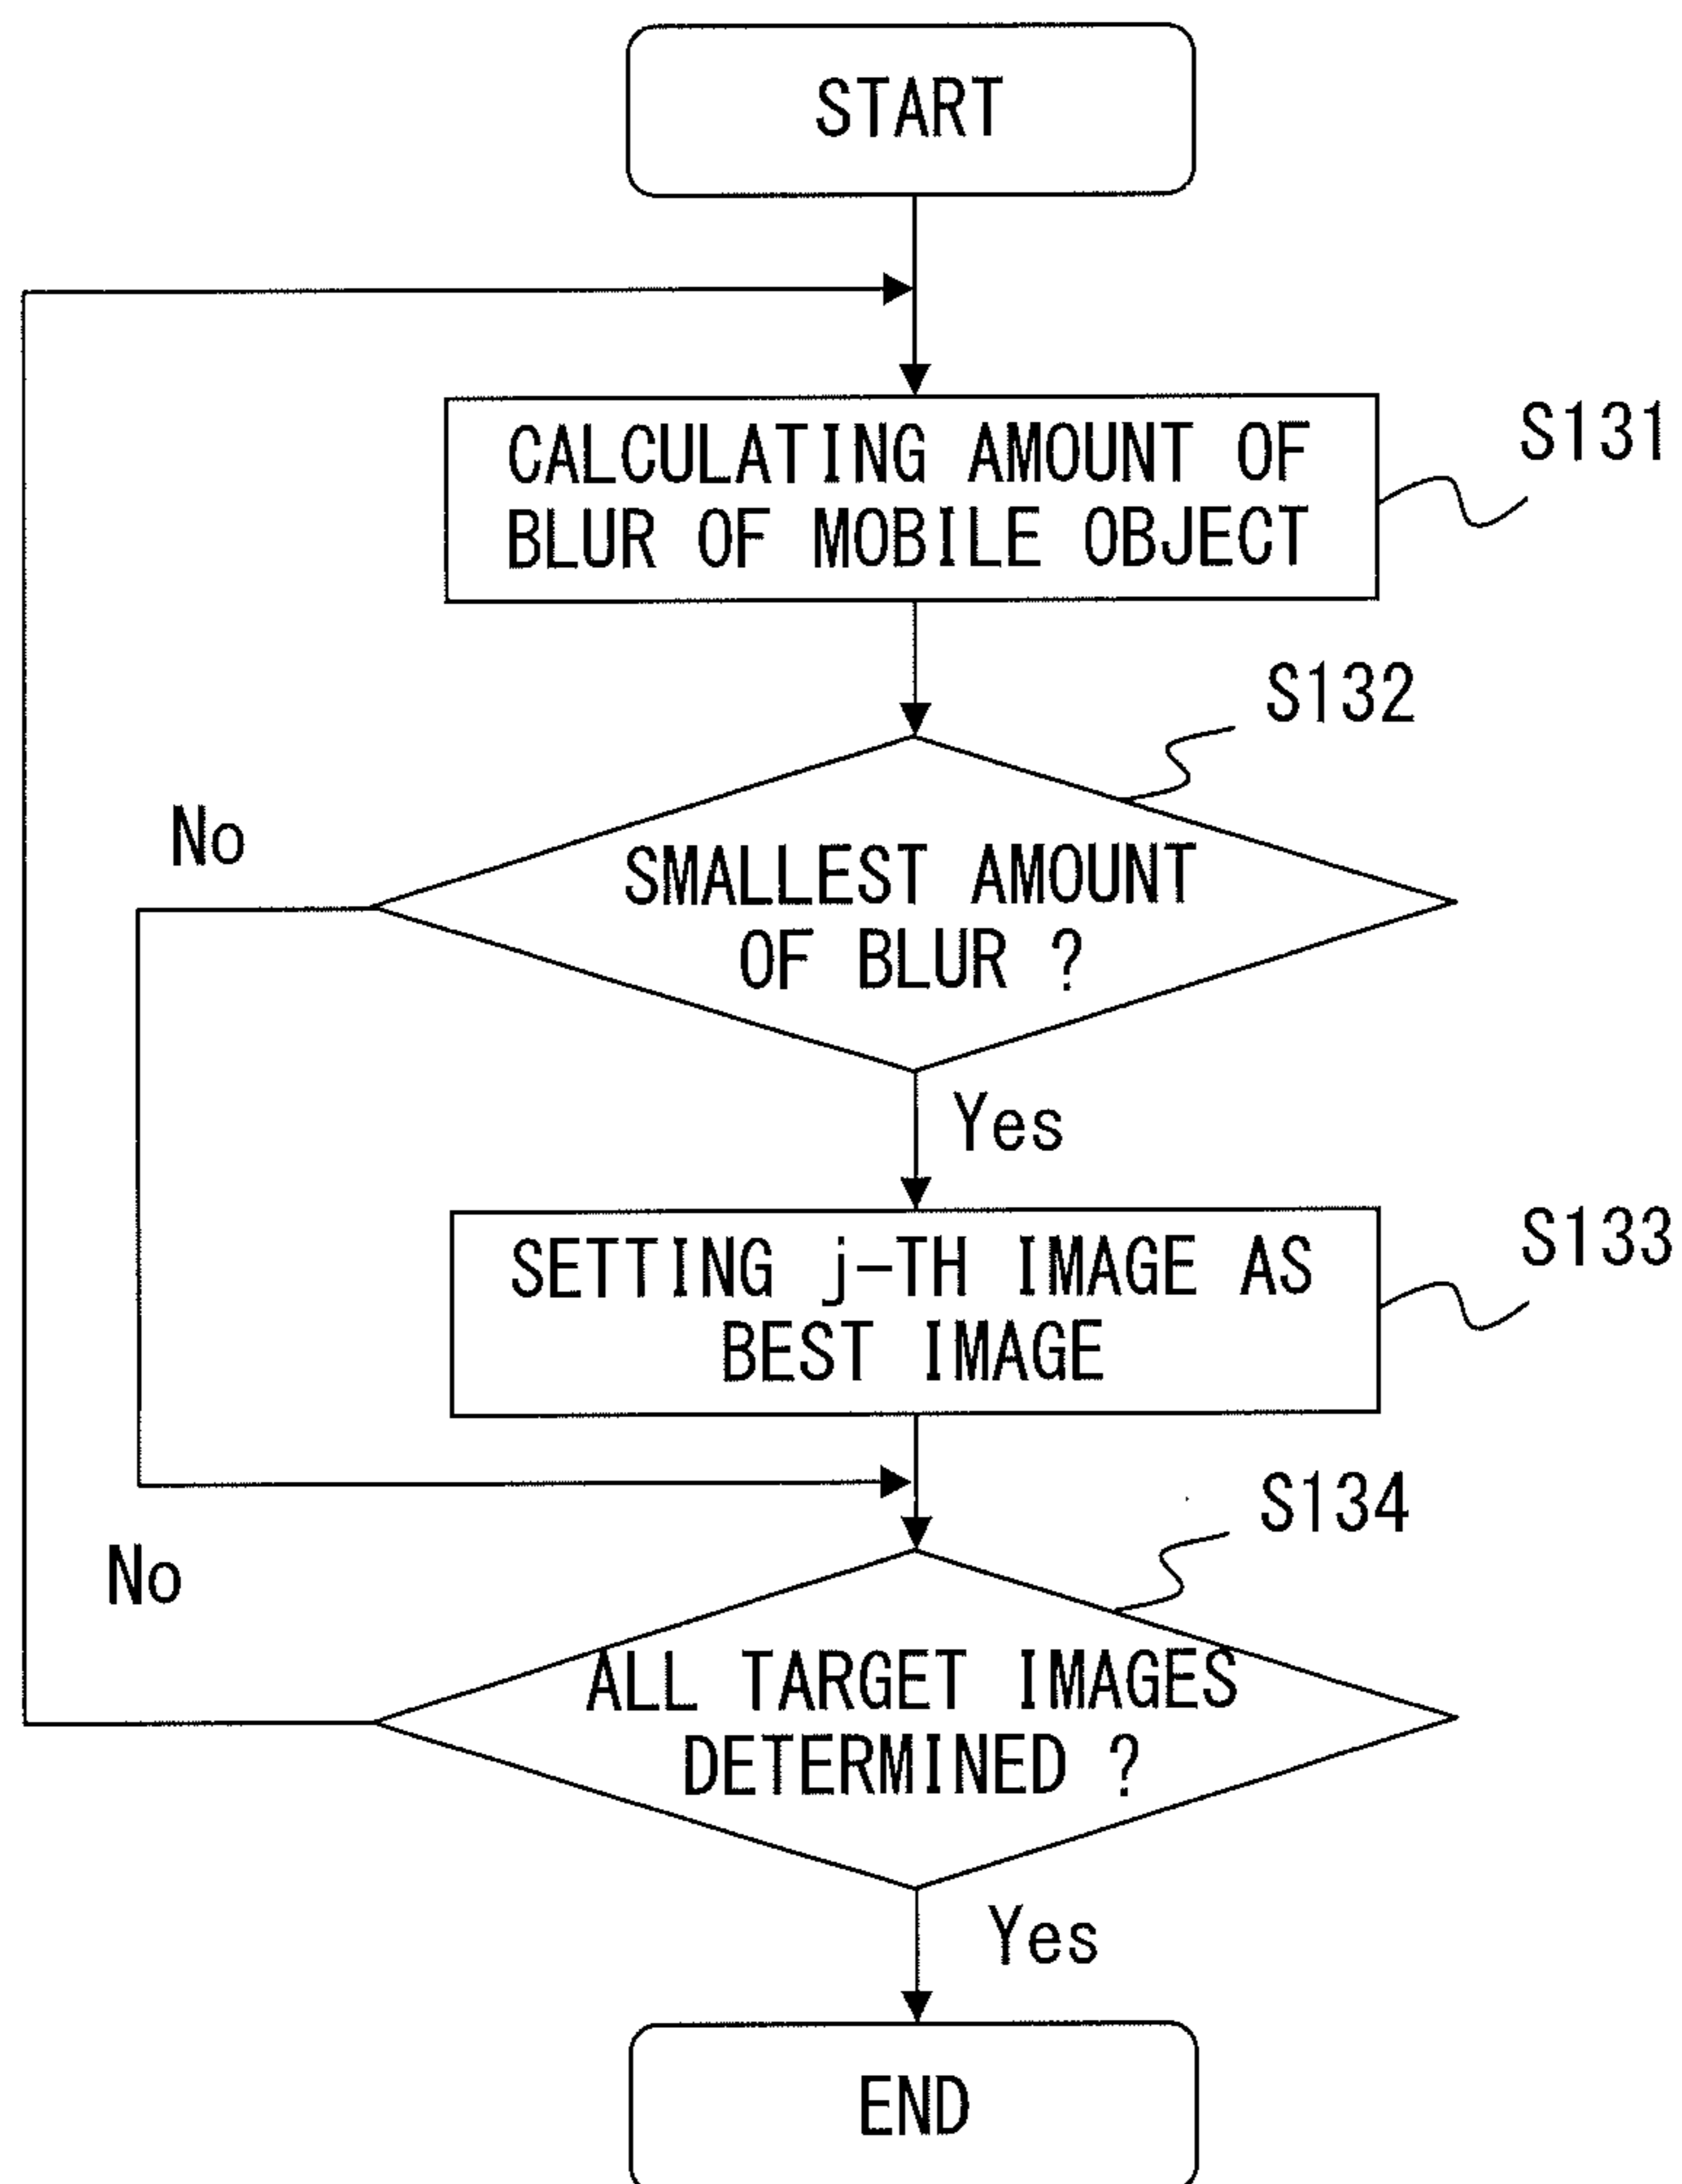 START
CALCULATING AMOUNT OF
BLUR OF MOBILE OBJECT
S131
S132
No
SMALLEST AMOUNT
OF BLUR ?
Yes
SETTING j-TH IMAGE AS
BEST IMAGE
S133
S134
No
ALL TARGET IMAGES
DETERMINED ?
Yes
END